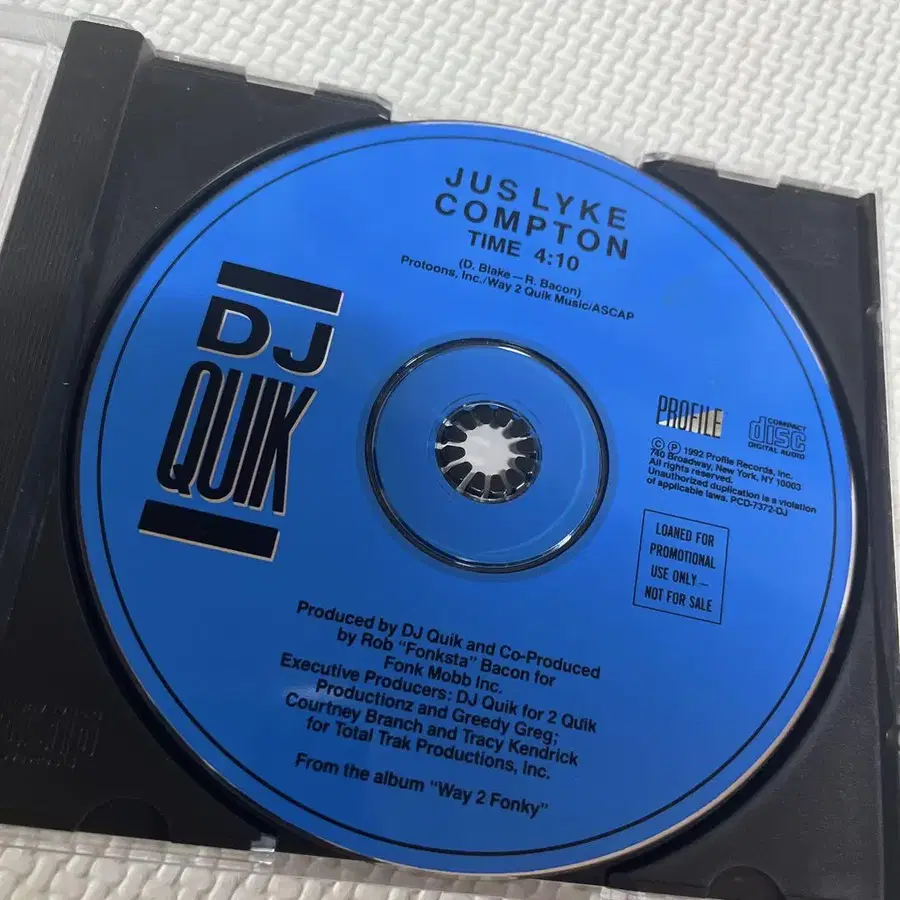 JUS LYKE
COMPTON
TIME 4:10
(D. Blake—R. Bacon)
Protoons, Inc./Way 2 Quik Music/ASCAP
DJ
QUIK
PROFILE
COMPACT
disc
DIGITAL AUDIO
© ℗ 1992 Profile Records, Inc.
740 Broadway, New York, NY 10003
All rights reserved.
Unauthorized duplication is a violation
of applicable laws. PCD-7372-DJ
LOANED FOR
PROMOTIONAL
USE ONLY—
NOT FOR SALE
Produced by DJ Quik and Co-Produced
by Rob "Fonksta" Bacon for
Fonk Mobb Inc.
Executive Producers: DJ Quik for 2 Quik
Productionz and Greedy Greg;
Courtney Branch and Tracy Kendrick
for Total Trak Productions, Inc.
From the album "Way 2 Fonky"